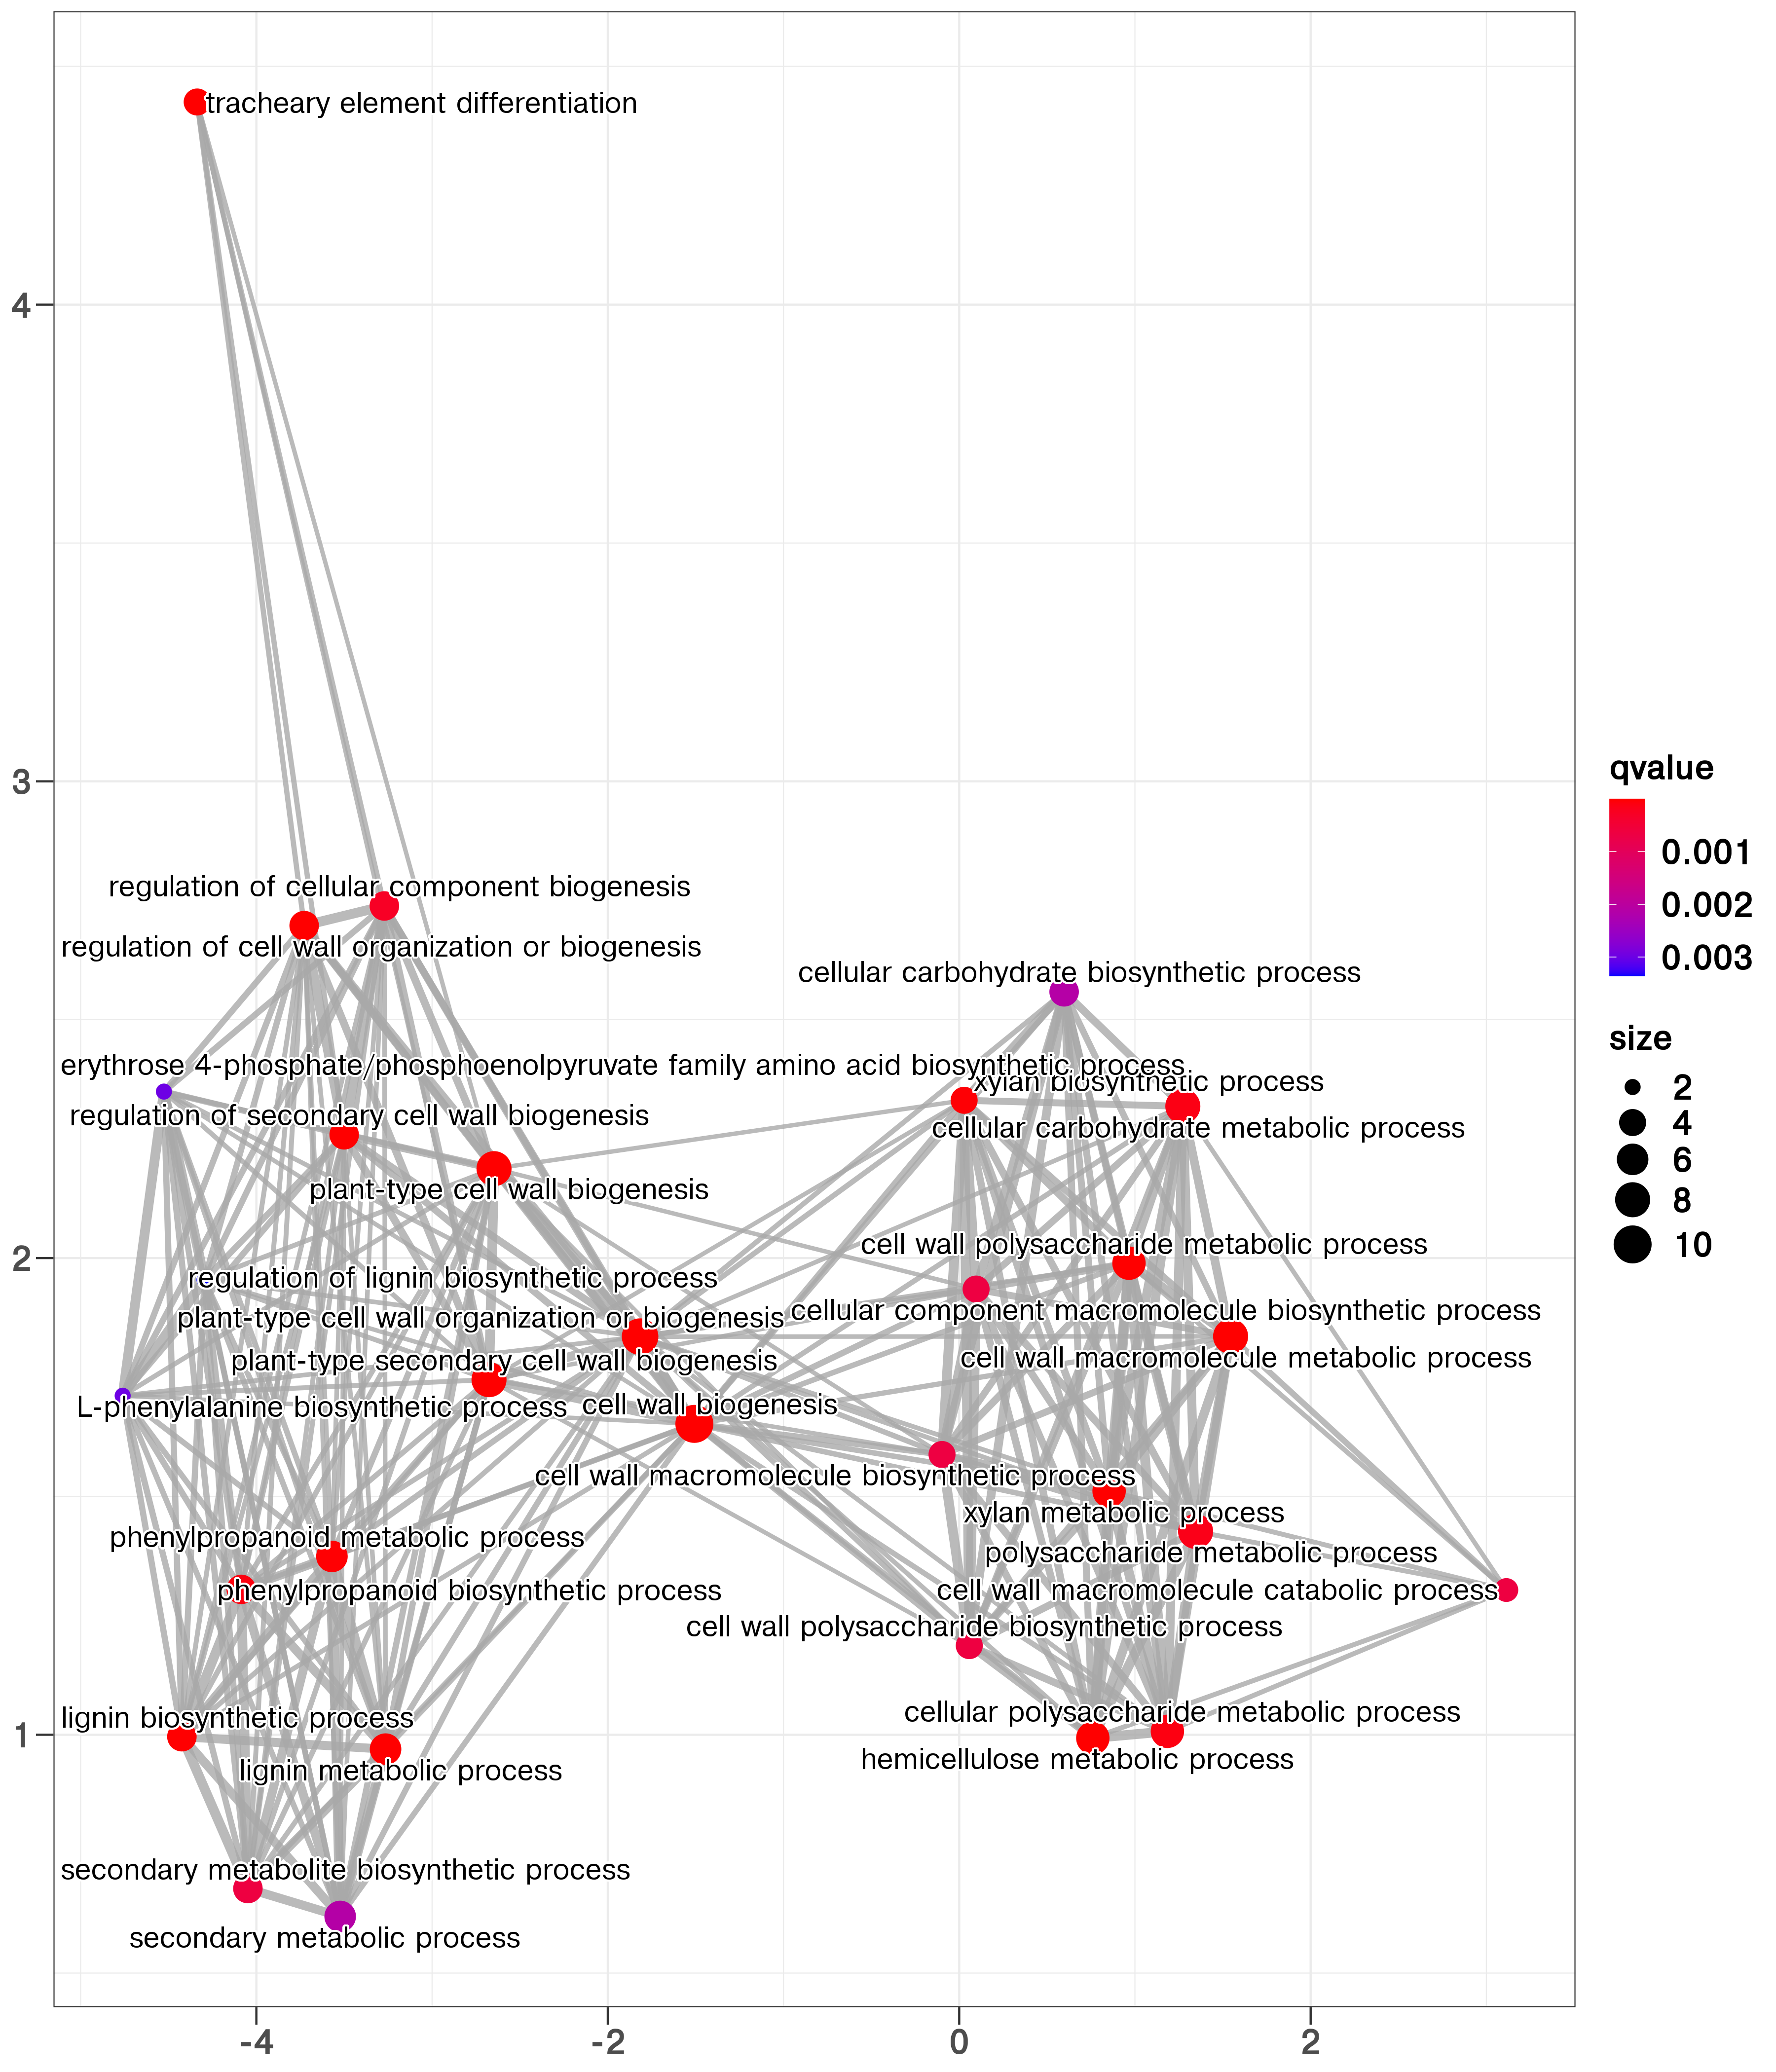 tracheary element differentiation
4
3
qvalue
0.001
regulation of cellular component biogenesis
0.002
regulation of cell wall organization or biogenesis
0.003
cellular carbohydrate biosynthetic process
size
erythrose 4-phosphate/phosphoenolpyruvate family amino acid biosynthetic process
xylan biosynthetic process
2
regulation of secondary cell wall biogenesis
4
cellular carbohydrate metabolic process
6
plant-type cell wall biogenesis
8
cell wall polysaccharide metabolic process
10
2
regulation of lignin biosynthetic process
cellular component macromolecule biosynthetic process
plant-type cell wall organization or biogenesis
cell wall macromolecule metabolic process
plant-type secondary cell wall biogenesis
L-phenylalanine biosynthetic process
cell wall biogenesis
cell wall macromolecule biosynthetic process
xylan metabolic process
phenylpropanoid metabolic process
polysaccharide metabolic process
phenylpropanoid biosynthetic process
cell wall macromolecule catabolic process
cell wall polysaccharide biosynthetic process
lignin biosynthetic process
cellular polysaccharide metabolic process
1
hemicellulose metabolic process
lignin metabolic process
secondary metabolite biosynthetic process
secondary metabolic process
-4
-2
0
2